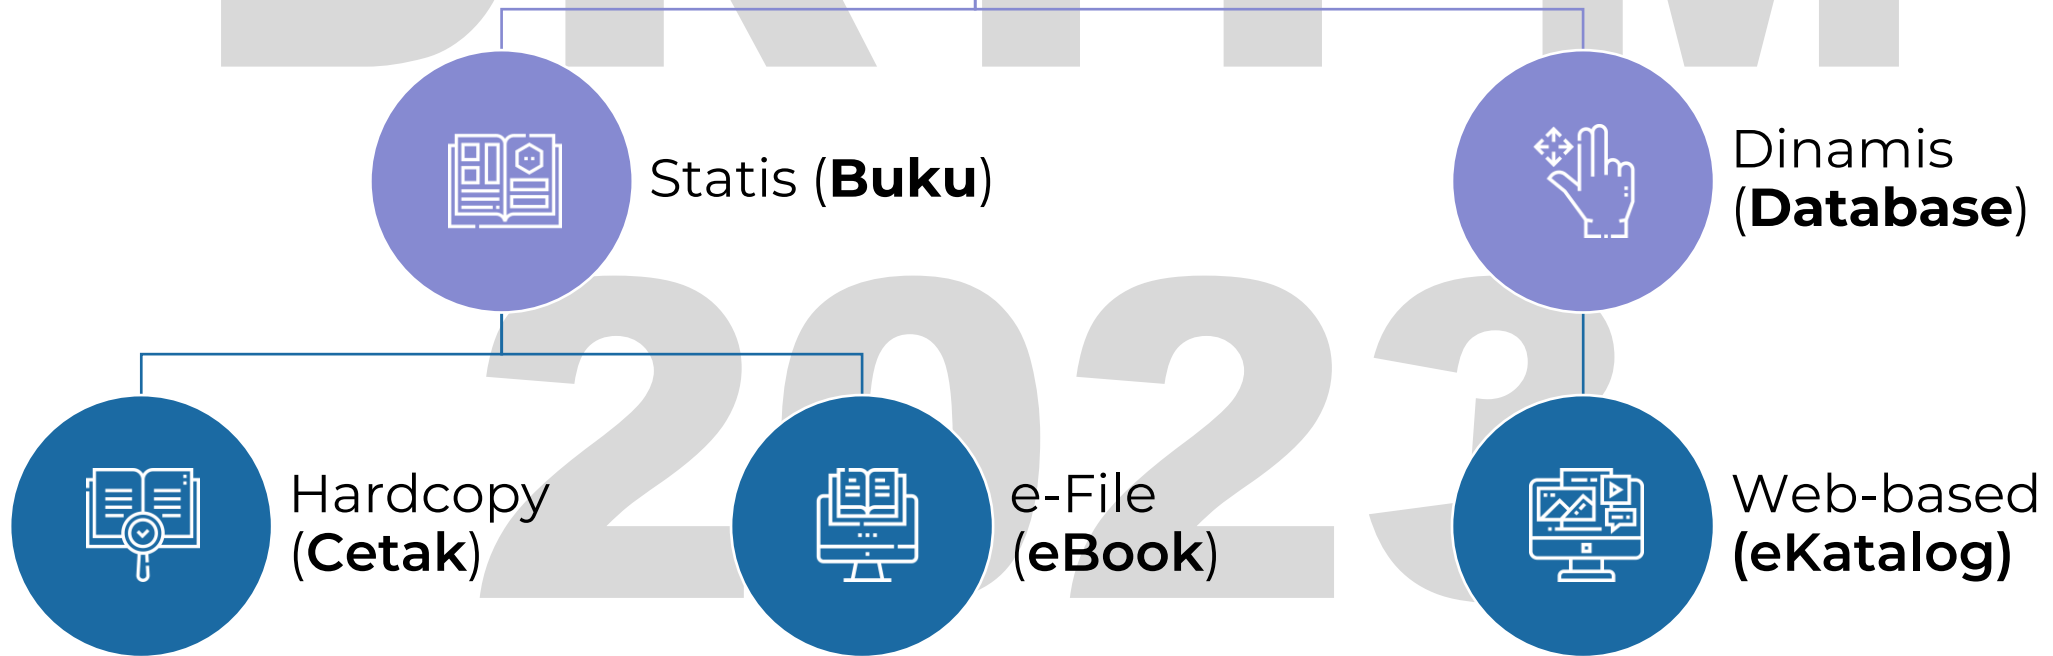 Statis (Buku)
Dinamis
(Database)
2023
Hardcopy
(Cetak)
e-File
(eBook)
Web-based
(eKatalog)